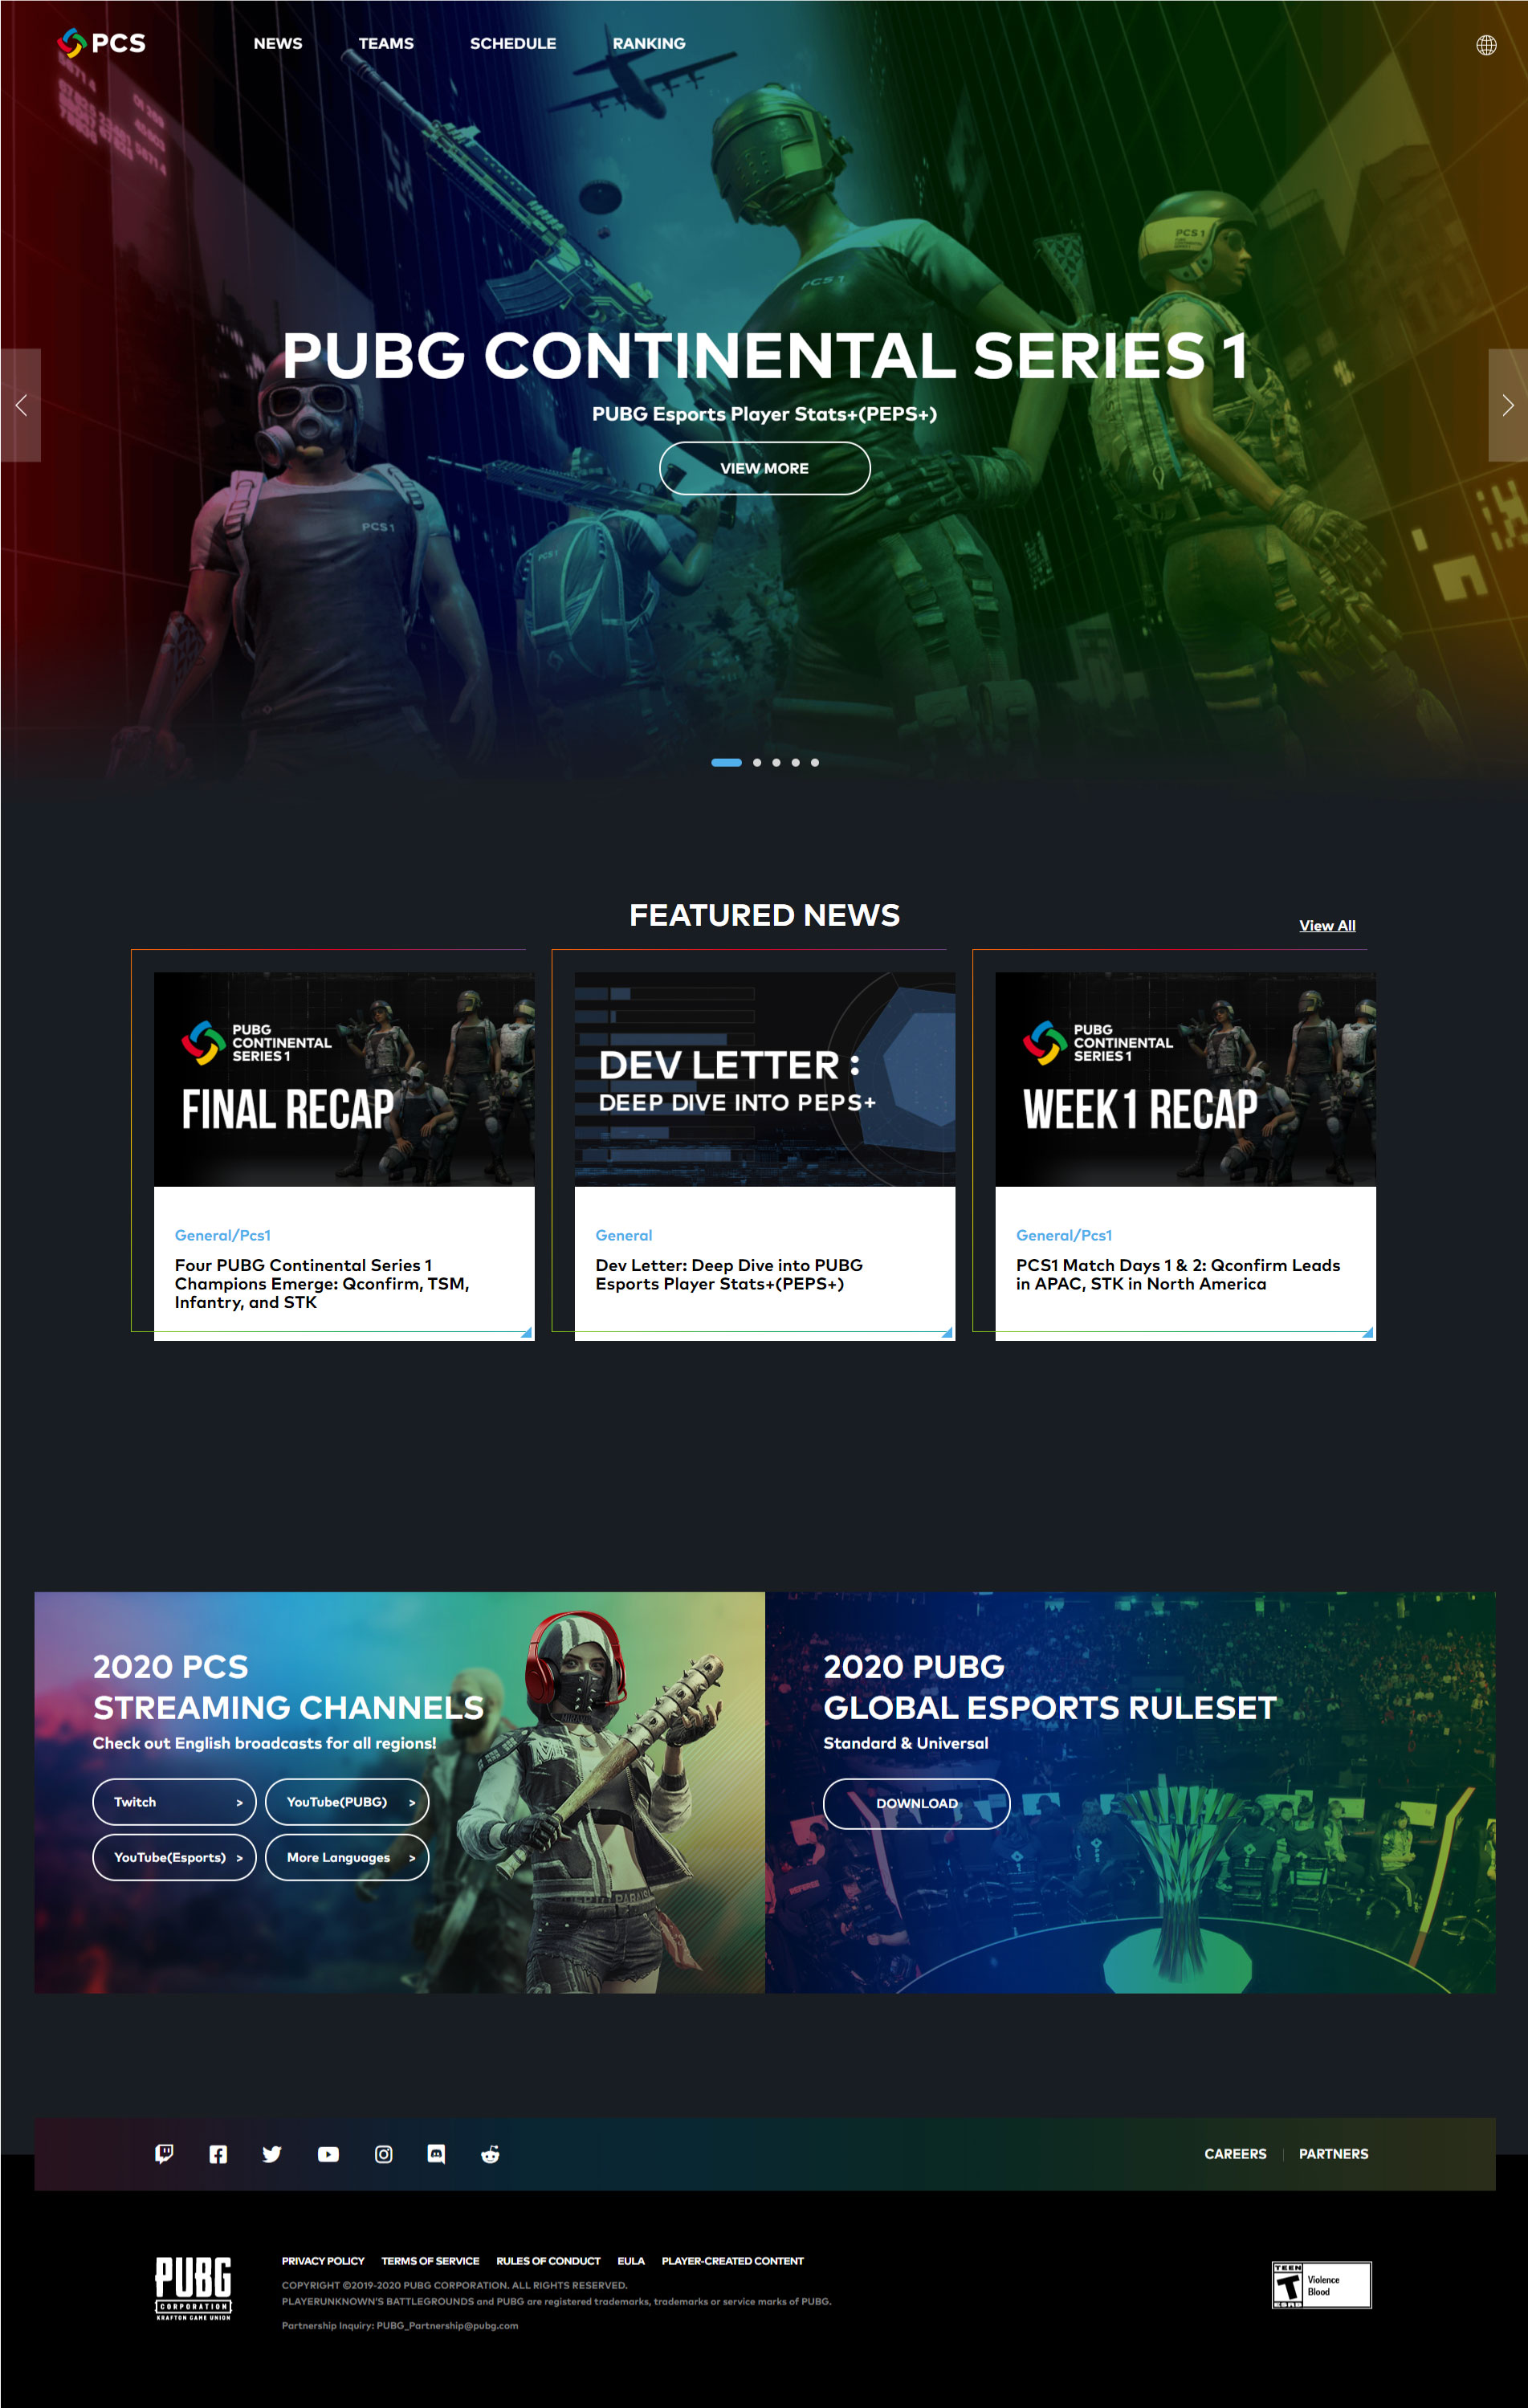 PCS
NEWS
TEAMS
SCHEDULE
RANKING
PCS 1
PCS 1
PUBG CONTINENTAL SERIES 1
PUBG Esports Player Stats+(PEPS+)
VIEW MORE
PCS 1
PCS 1
FEATURED NEWS
View All
PUBG
CONTINENTAL
SERIES 1
FINAL RECAP
General/Pcs1
Four PUBG Continental Series 1
Champions Emerge: Qconfirm, TSM,
Infantry, and STK
DEV LETTER :
DEEP DIVE INTO PEPS+
General
Dev Letter: Deep Dive into PUBG
Esports Player Stats+(PEPS+)
PUBG
CONTINENTAL
SERIES 1
WEEK 1 RECAP
General/Pcs1
PCS1 Match Days 1 & 2: Qconfirm Leads
in APAC, STK in North America
2020 PCS
STREAMING CHANNELS
Check out English broadcasts for all regions!
Twitch >
YouTube(PUBG) >
YouTube(Esports) >
More Languages >
2020 PUBG
GLOBAL ESPORTS RULESET
Standard & Universal
DOWNLOAD
CAREERS
PARTNERS
PUBG
CORPORATION
KRAFTON GAME UNION
PRIVACY POLICY
TERMS OF SERVICE
RULES OF CONDUCT
EULA
PLAYER-CREATED CONTENT
COPYRIGHT ©2019-2020 PUBG CORPORATION. ALL RIGHTS RESERVED.
PLAYERUNKNOWN'S BATTLEGROUNDS and PUBG are registered trademarks, trademarks or service marks of PUBG.
Partnership Inquiry: PUBG_Partnership@pubg.com
TEEN
T
ESRB
Violence
Blood